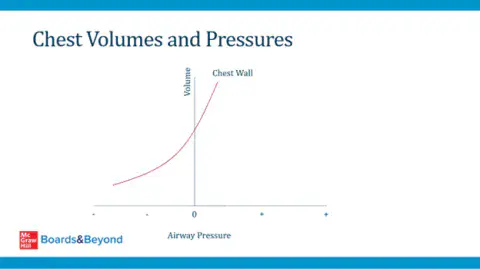 Chest Volumes and Pressures
Volume
Chest Wall
- - 0 + +
Airway Pressure
Mc
Graw
Hill
Boards&Beyond